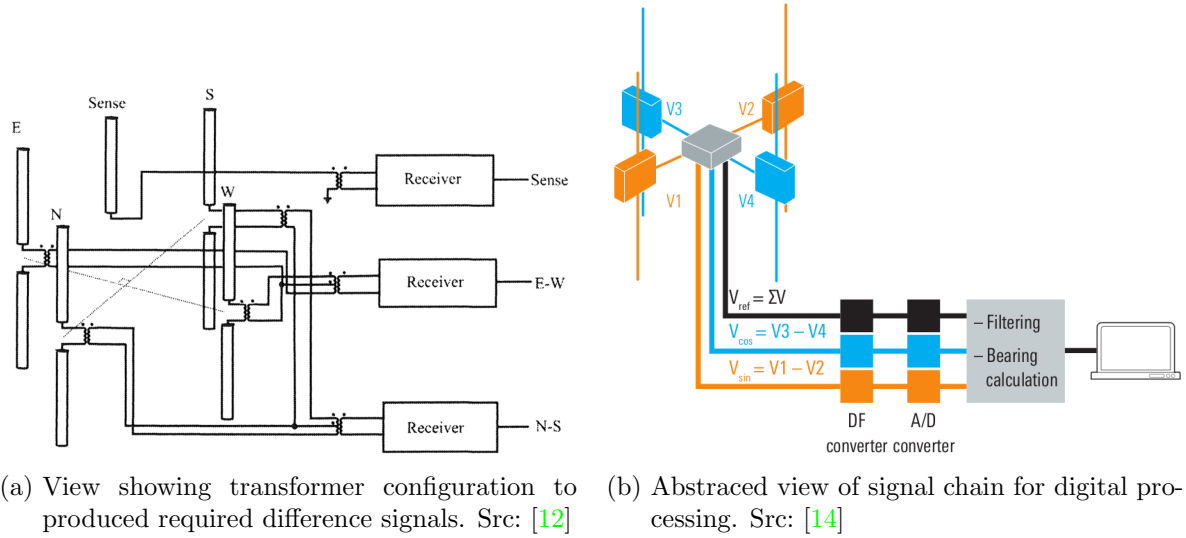 Sense
S
E
W
N
Receiver
Sense
Receiver
E-W
Receiver
N-S
V3
V2
V1
V4
V_ref = ΣV
V_cos = V3 – V4
V_sin = V1 – V2
– Filtering
– Bearing
calculation
DF
converter
A/D
converter
(a) View showing transformer configuration to
produced required difference signals. Src: [12]
(b) Abstraced view of signal chain for digital pro-
cessing. Src: [14]